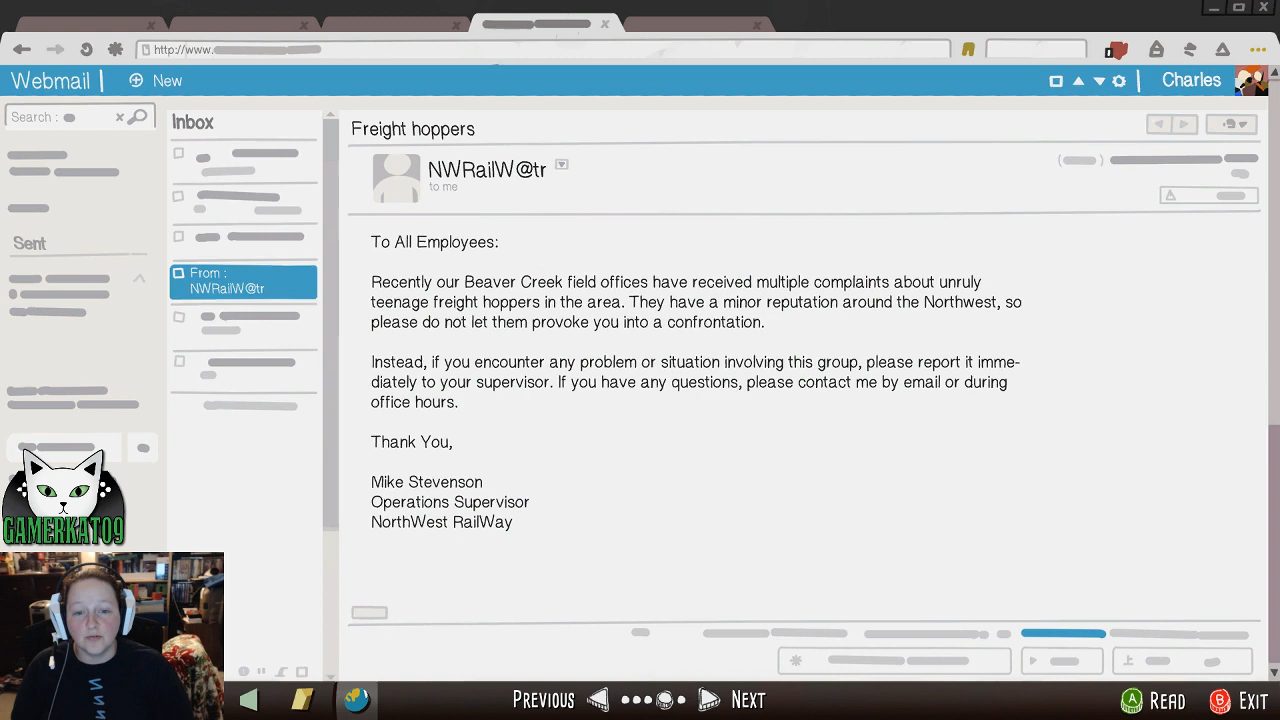 http://www.
Webmail
New
Charles
Search :
Inbox
Freight hoppers
NWRailW@tr
to me
Sent
From :
NWRailW@tr
To All Employees:
Recently our Beaver Creek field offices have received multiple complaints about unruly
teenage freight hoppers in the area. They have a minor reputation around the Northwest, so
please do not let them provoke you into a confrontation.
Instead, if you encounter any problem or situation involving this group, please report it imme-
diately to your supervisor. If you have any questions, please contact me by email or during
office hours.
Thank You,
Mike Stevenson
Operations Supervisor
NorthWest RailWay
GAMERKAT09
PREVIOUS
NEXT
A READ
B EXIT